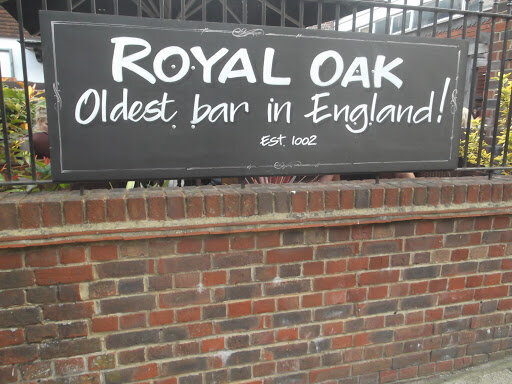 ROYAL OAK
Oldest bar in England!
Est. 1002